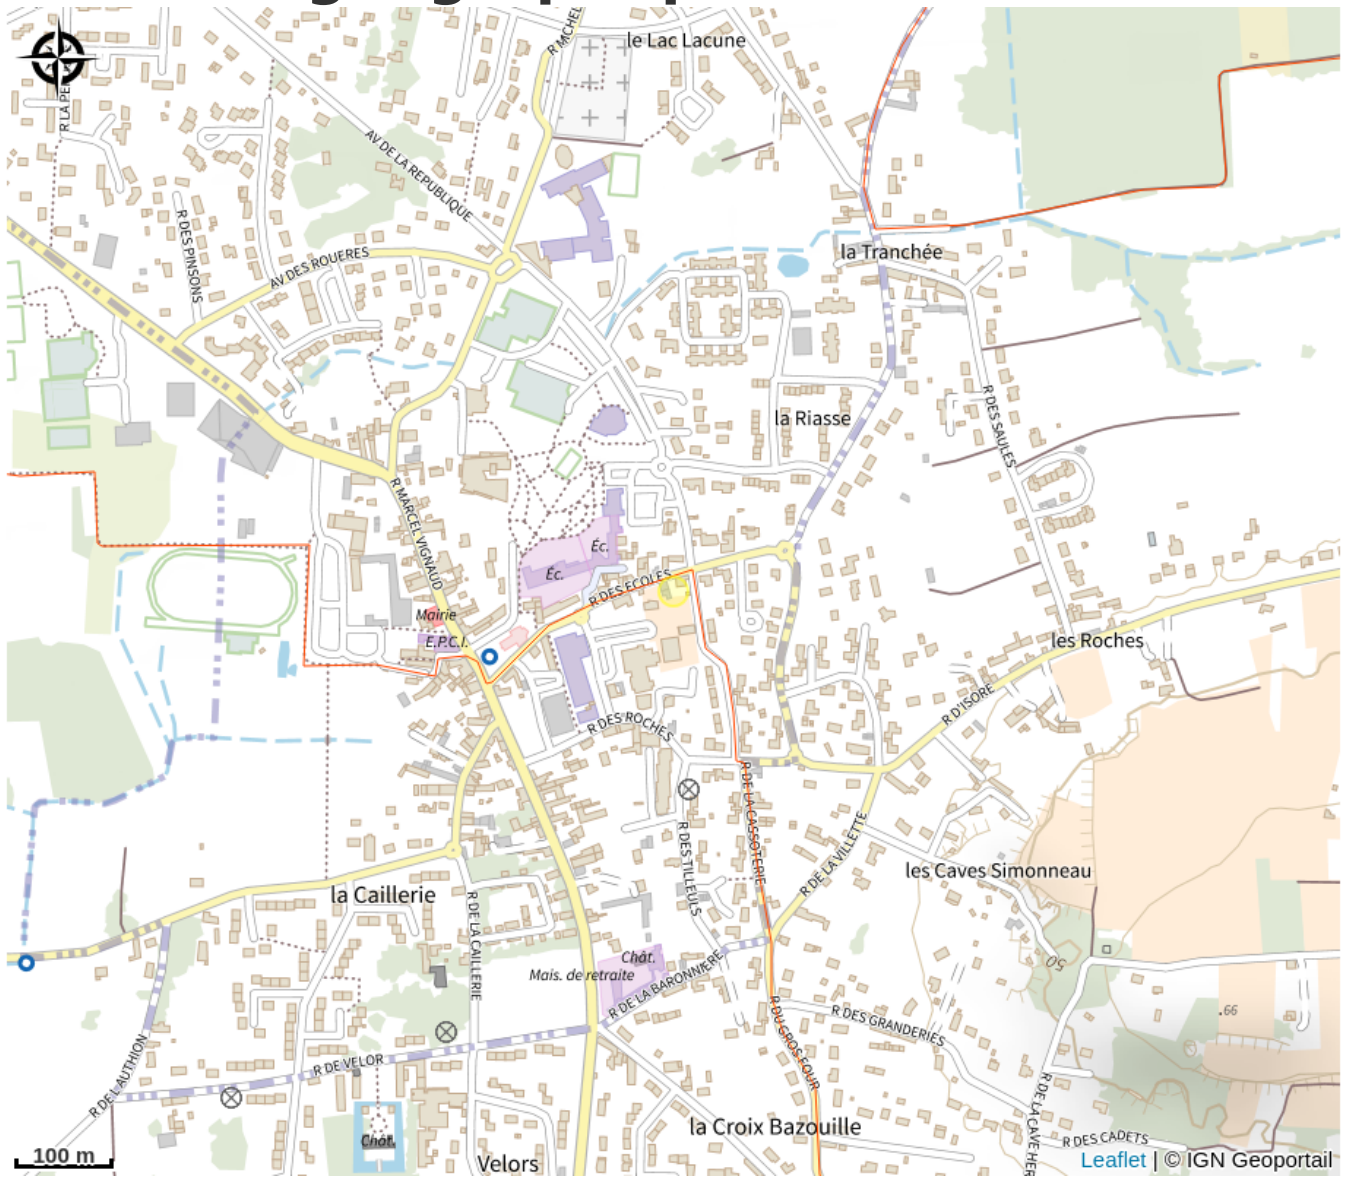 le Lac Lacune
R MICHEL
R LA PE
AV DE LA REPUBLIQUE
R DES PINSONS
AV DES ROUERES
la Tranchée
la Riasse
R DES SAULES
R MARCEL VIGNAUD
Éc.
Éc.
R DES ECOLES
Mairie
E.P.C.I.
les Roches
R D'ISORE
R DES ROCHES
R DE LA CASSOTERIE
R DES TILLEULS
R DE LA VILLETTE
les Caves Simonneau
la Caillerie
R DE LA CAILLERIE
Chât.
Mais. de retraite
R DE LA BARONNIERE
50
66
R DES GRANDERIES
R DU GROS FOUR
R DE L AUTHION
R DE VELOR
R DE LA CAVE HER
la Croix Bazouille
R DES CADETS
Chât.
Velors
100 m
Leaflet | © IGN Geoportail